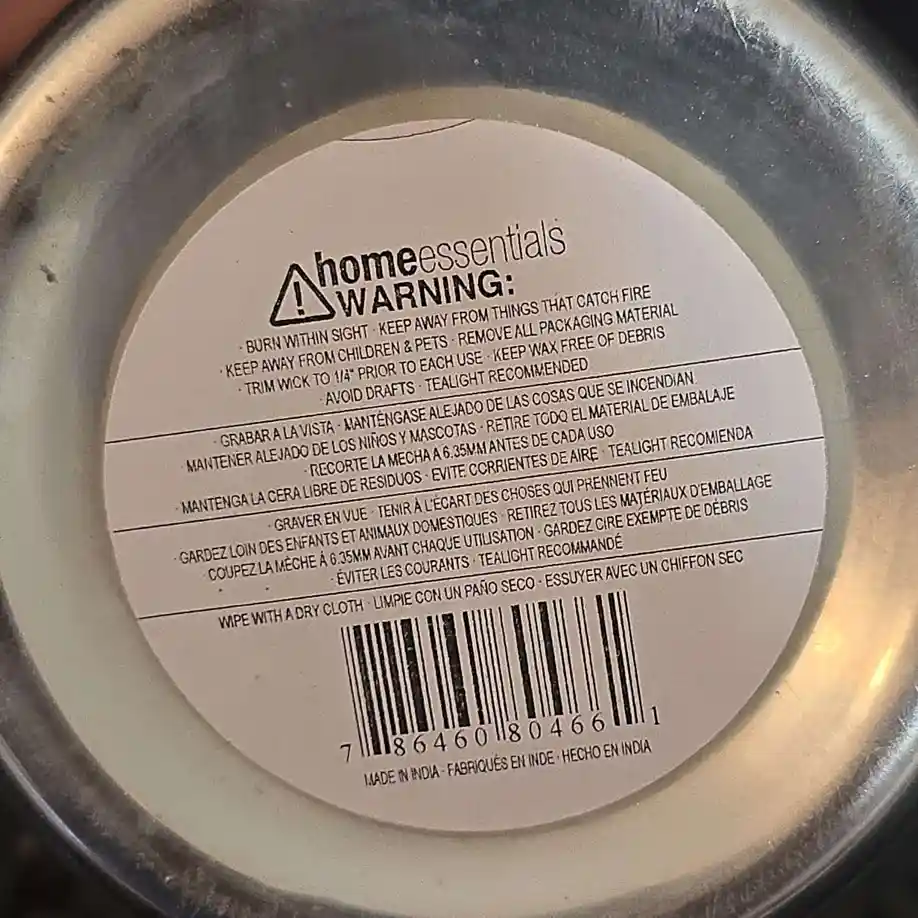 homeessentials
WARNING:
· BURN WITHIN SIGHT · KEEP AWAY FROM THINGS THAT CATCH FIRE
· KEEP AWAY FROM CHILDREN & PETS · REMOVE ALL PACKAGING MATERIAL
· TRIM WICK TO 1/4" PRIOR TO EACH USE · KEEP WAX FREE OF DEBRIS
· AVOID DRAFTS · TEALIGHT RECOMMENDED
· GRABAR A LA VISTA · MANTÉNGASE ALEJADO DE LAS COSAS QUE SE INCENDIAN
· MANTENER ALEJADO DE LOS NIÑOS Y MASCOTAS · RETIRE TODO EL MATERIAL DE EMBALAJE
· RECORTE LA MECHA A 6.35MM ANTES DE CADA USO
· MANTENGA LA CERA LIBRE DE RESIDUOS · EVITE CORRIENTES DE AIRE · TEALIGHT RECOMIENDA
· GRAVER EN VUE · TENIR À L'ÉCART DES CHOSES QUI PRENNENT FEU
· GARDEZ LOIN DES ENFANTS ET ANIMAUX DOMESTIQUES · RETIREZ TOUS LES MATÉRIAUX D'EMBALLAGE
· COUPEZ LA MÈCHE À 6.35MM AVANT CHAQUE UTILISATION · GARDEZ CIRE EXEMPTE DE DÉBRIS
· ÉVITER LES COURANTS · TEALIGHT RECOMMANDÉ
WIPE WITH A DRY CLOTH · LIMPIE CON UN PAÑO SECO · ESSUYER AVEC UN CHIFFON SEC
7 86460 80466 1
MADE IN INDIA · FABRIQUÉS EN INDE · HECHO EN INDIA